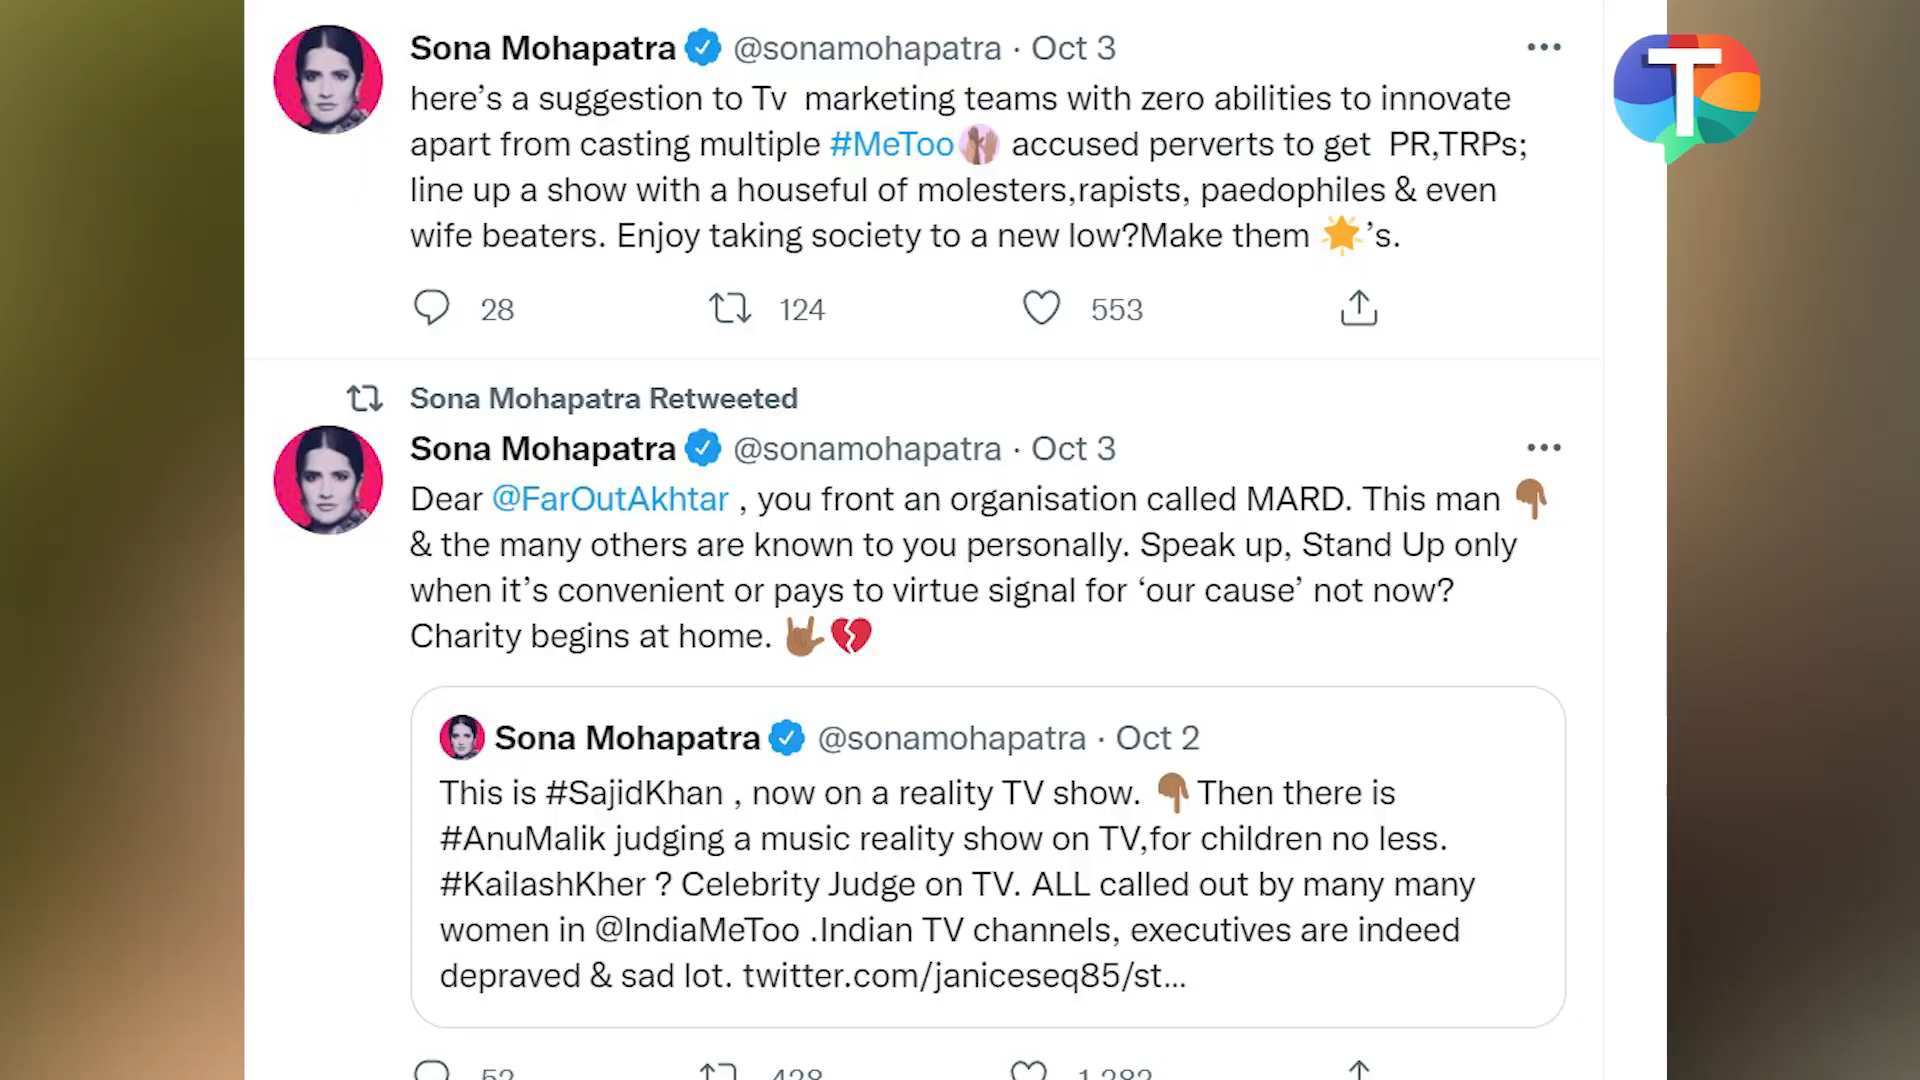 Sona Mohapatra @sonamohapatra · Oct 3
here’s a suggestion to Tv marketing teams with zero abilities to innovate
apart from casting multiple #MeToo accused perverts to get PR,TRPs;
line up a show with a houseful of molesters,rapists, paedophiles & even
wife beaters. Enjoy taking society to a new low?Make them 🌟’s.
28 124 553
Sona Mohapatra Retweeted
Sona Mohapatra @sonamohapatra · Oct 3
Dear @FarOutAkhtar , you front an organisation called MARD. This man 👇🏾
& the many others are known to you personally. Speak up, Stand Up only
when it’s convenient or pays to virtue signal for ‘our cause’ not now?
Charity begins at home. 🤟🏾💔
Sona Mohapatra @sonamohapatra · Oct 2
This is #SajidKhan , now on a reality TV show. 👇🏾Then there is
#AnuMalik judging a music reality show on TV,for children no less.
#KailashKher ? Celebrity Judge on TV. ALL called out by many many
women in @IndiaMeToo .Indian TV channels, executives are indeed
depraved & sad lot. twitter.com/janiceseq85/st...
T